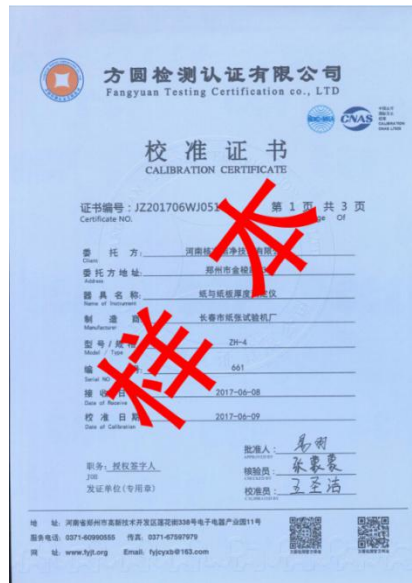 方圆检测认证有限公司
Fangyuan Testing Certification co., LTD
CNAS
校准证书
CALIBRATION CERTIFICATE
证书编号：JZ201706WJ051 第 1 页 共 3 页
Certificate NO. Of
委托方： 河南
Client
委托方地址： 郑州市金
Address
器具名称： 纸与纸板厚度 定仪
Name of Instrument
制造 长春市纸张试验机厂
Manufacturer
型号/规格 ZH-4
Model / Type
编 号： 661
Serial NO
接收日 2017-06-08
Date of Receive
校准日期 2017-06-09
Date of Calibration
样本
批准人：
职务：授权签字人 核验员：
JOB
发证单位(专用章) 校准员：
地 址：河南省郑州市高新技术开发区莲花街338号电子电器产业园11号
服务电话：0371-60990555 传真：0371-67597979
网 址：www.fyjt.org Email：fyjcyxb@163.com